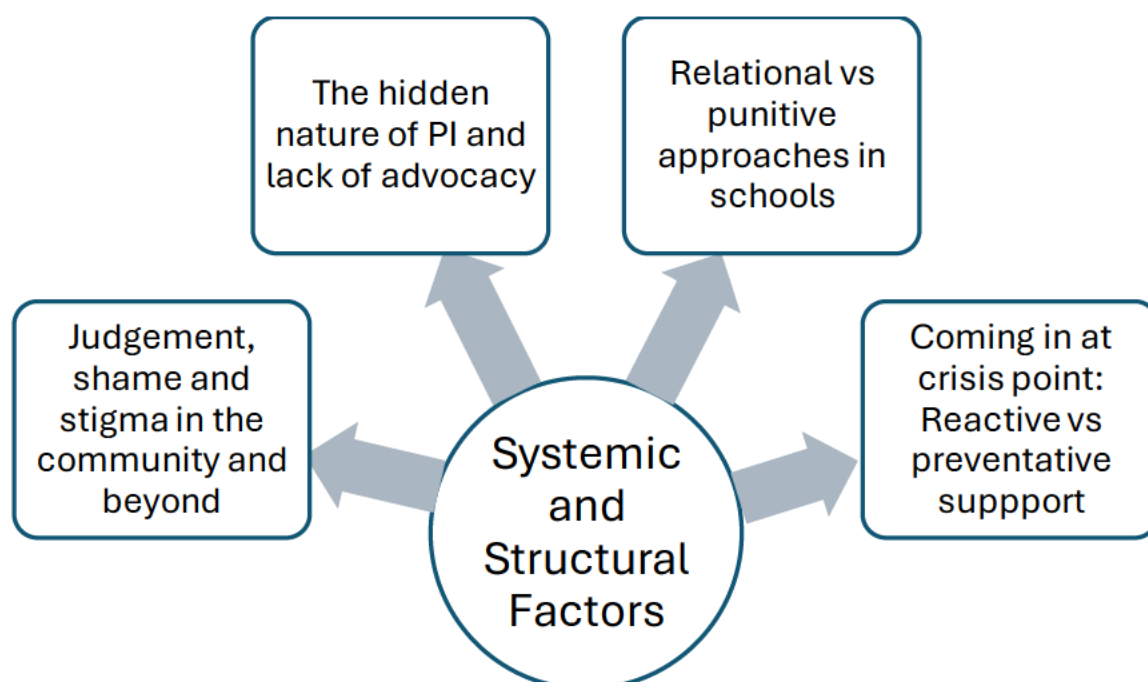 The hidden
nature of PI and
lack of advocacy
Relational vs
punitive
approaches in
schools
Judgement,
shame and
stigma in the
community and
beyond
Coming in at
crisis point:
Reactive vs
preventative
suppport
Systemic
and
Structural
Factors